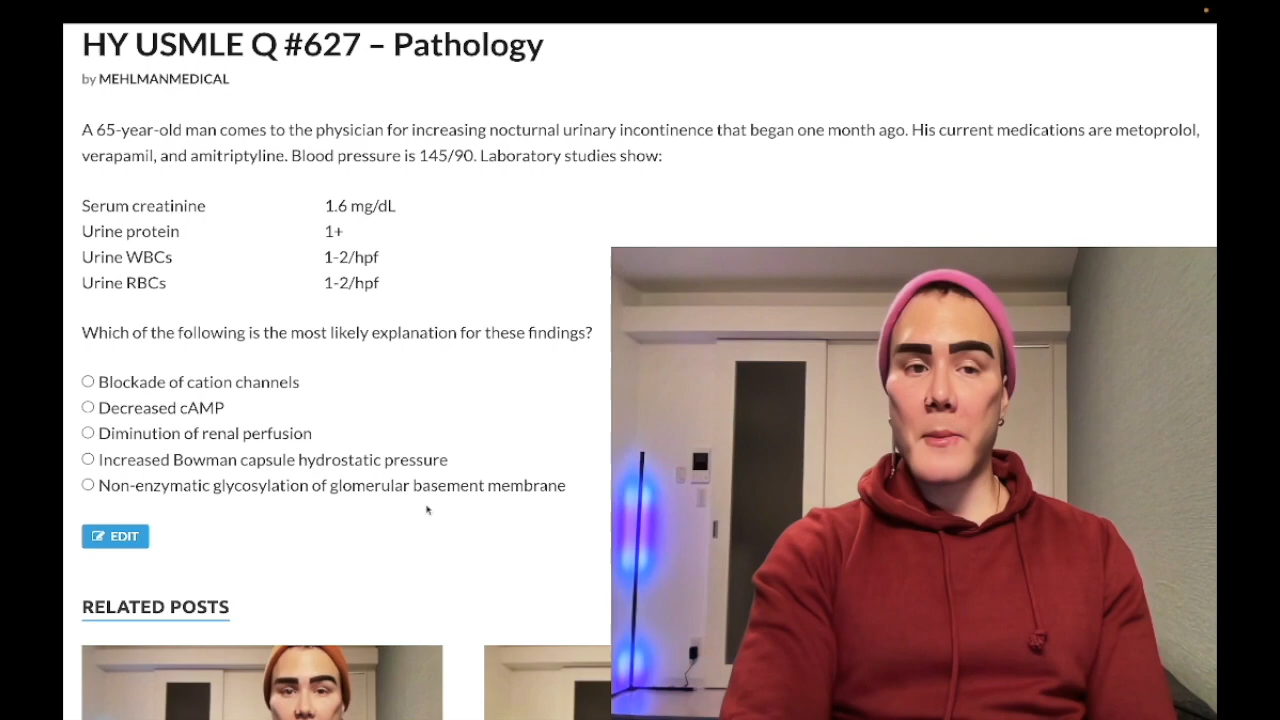 HY USMLE Q #627 – Pathology
by MEHLMANMEDICAL
A 65-year-old man comes to the physician for increasing nocturnal urinary incontinence that began one month ago. His current medications are metoprolol,
verapamil, and amitriptyline. Blood pressure is 145/90. Laboratory studies show:
Serum creatinine 1.6 mg/dL
Urine protein 1+
Urine WBCs 1-2/hpf
Urine RBCs 1-2/hpf
Which of the following is the most likely explanation for these findings?
Blockade of cation channels
Decreased cAMP
Diminution of renal perfusion
Increased Bowman capsule hydrostatic pressure
Non-enzymatic glycosylation of glomerular basement membrane
EDIT
RELATED POSTS